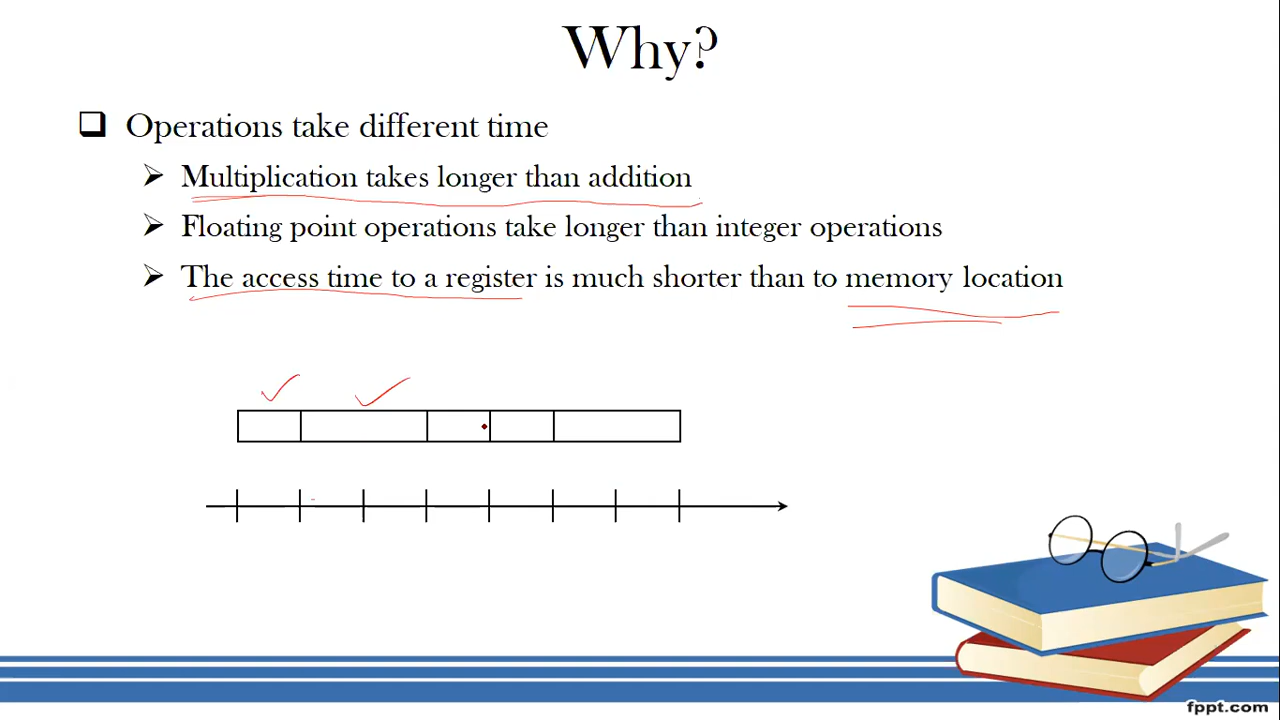 Why?
Operations take different time
Multiplication takes longer than addition
Floating point operations take longer than integer operations
The access time to a register is much shorter than to memory location
fppt.com